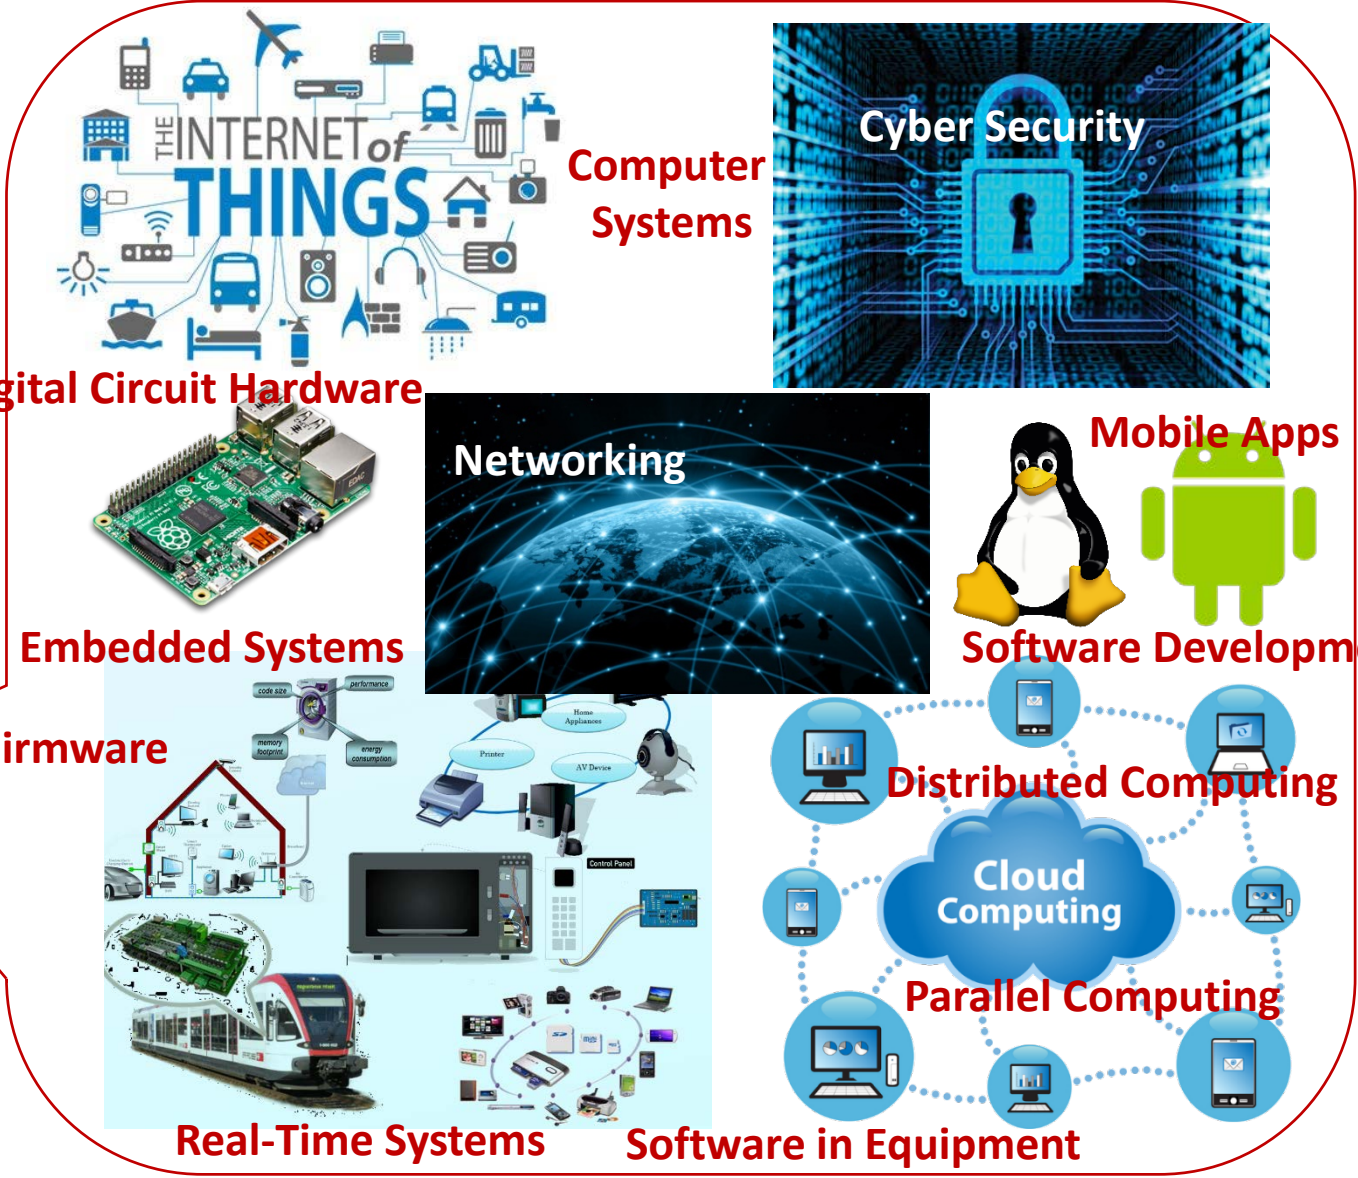 THE
INTERNET of
THINGS
Computer
Systems
Cyber Security
gital Circuit Hardware
Networking
Mobile Apps
Embedded Systems
Software Developm
irmware
code size
performance
memory
footprint
energy
consumption
Home
Appliances
Printer
AV Device
Control Panel
Distributed Computing
Cloud
Computing
Parallel Computing
Real-Time Systems
Software in Equipment